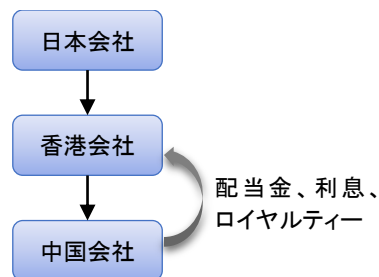 日本会社
香港会社
配当金、利息、
ロイヤルティー
中国会社